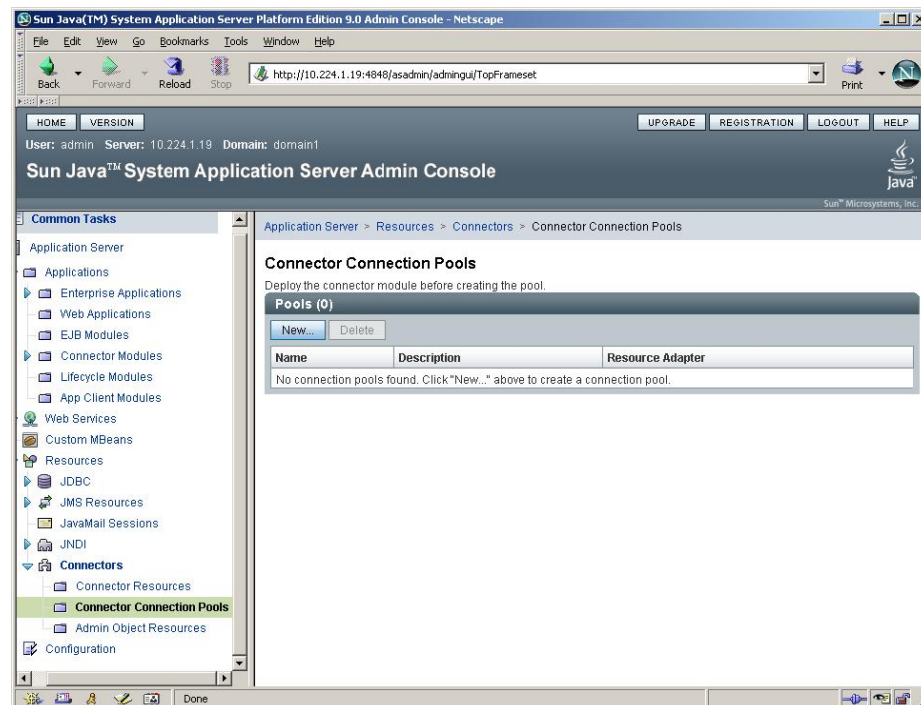 Sun Java(TM) System Application Server Platform Edition 9.0 Admin Console - Netscape
File Edit View Go Bookmarks Tools Window Help
Back Forward Reload Stop http://10.224.1.19:4848/asadmin/admingui/TopFrameset Print N
HOME VERSION UPGRADE REGISTRATION LOGOUT HELP
User: admin Server: 10.224.1.19 Domain: domain1
Sun Java™ System Application Server Admin Console
Java™
Sun™ Microsystems, Inc.
Common Tasks
Application Server
Applications
Enterprise Applications
Web Applications
EJB Modules
Connector Modules
Lifecycle Modules
App Client Modules
Web Services
Custom MBeans
Resources
JDBC
JMS Resources
JavaMail Sessions
JNDI
Connectors
Connector Resources
Connector Connection Pools
Admin Object Resources
Configuration
Application Server > Resources > Connectors > Connector Connection Pools
Connector Connection Pools
Deploy the connector module before creating the pool.
Pools (0)
New... Delete
Name Description Resource Adapter
No connection pools found. Click "New..." above to create a connection pool.
Done